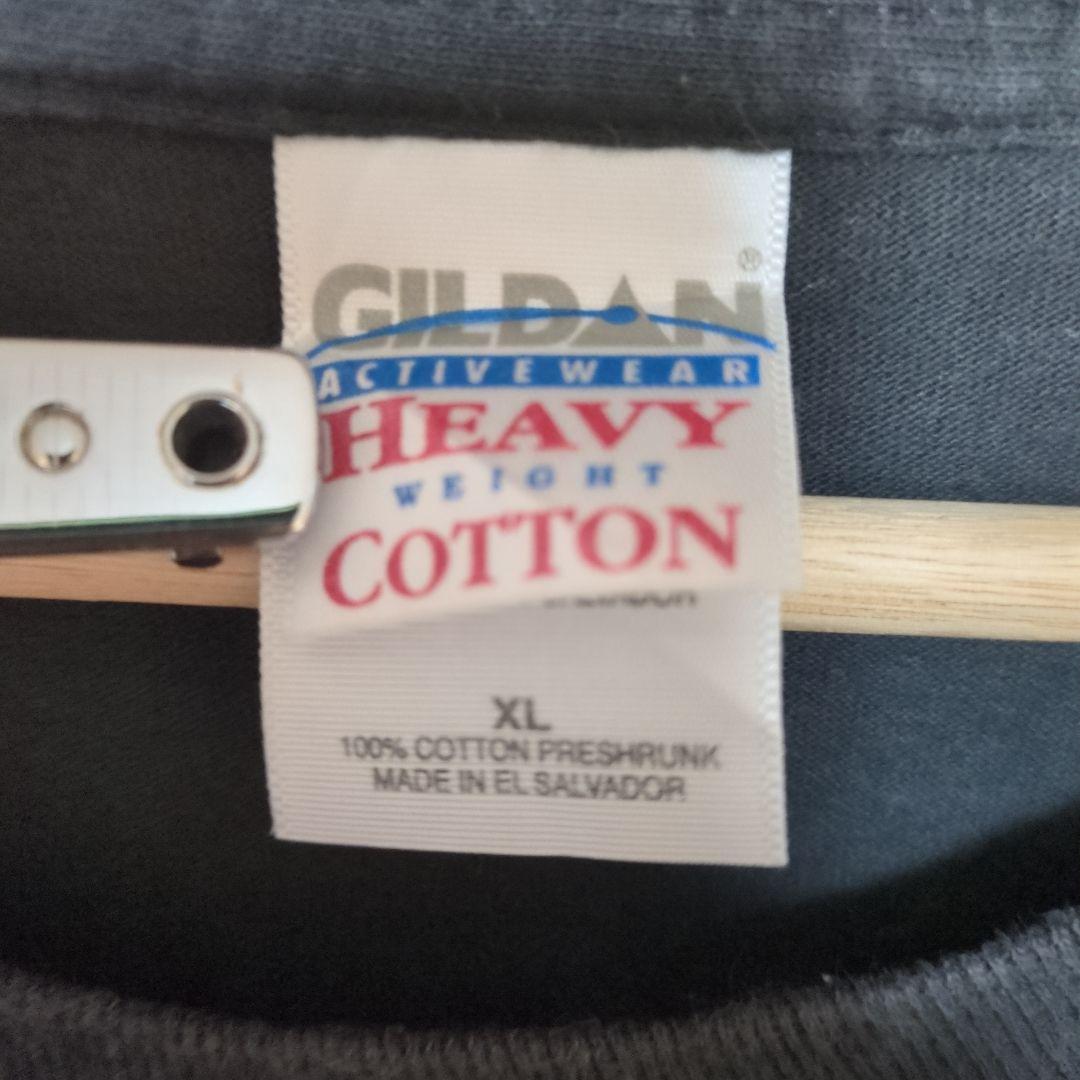 GILDAN®
ACTIVEWEAR
HEAVY
WEIGHT
COTTON
XL
100% COTTON PRESHRUNK
MADE IN EL SALVADOR